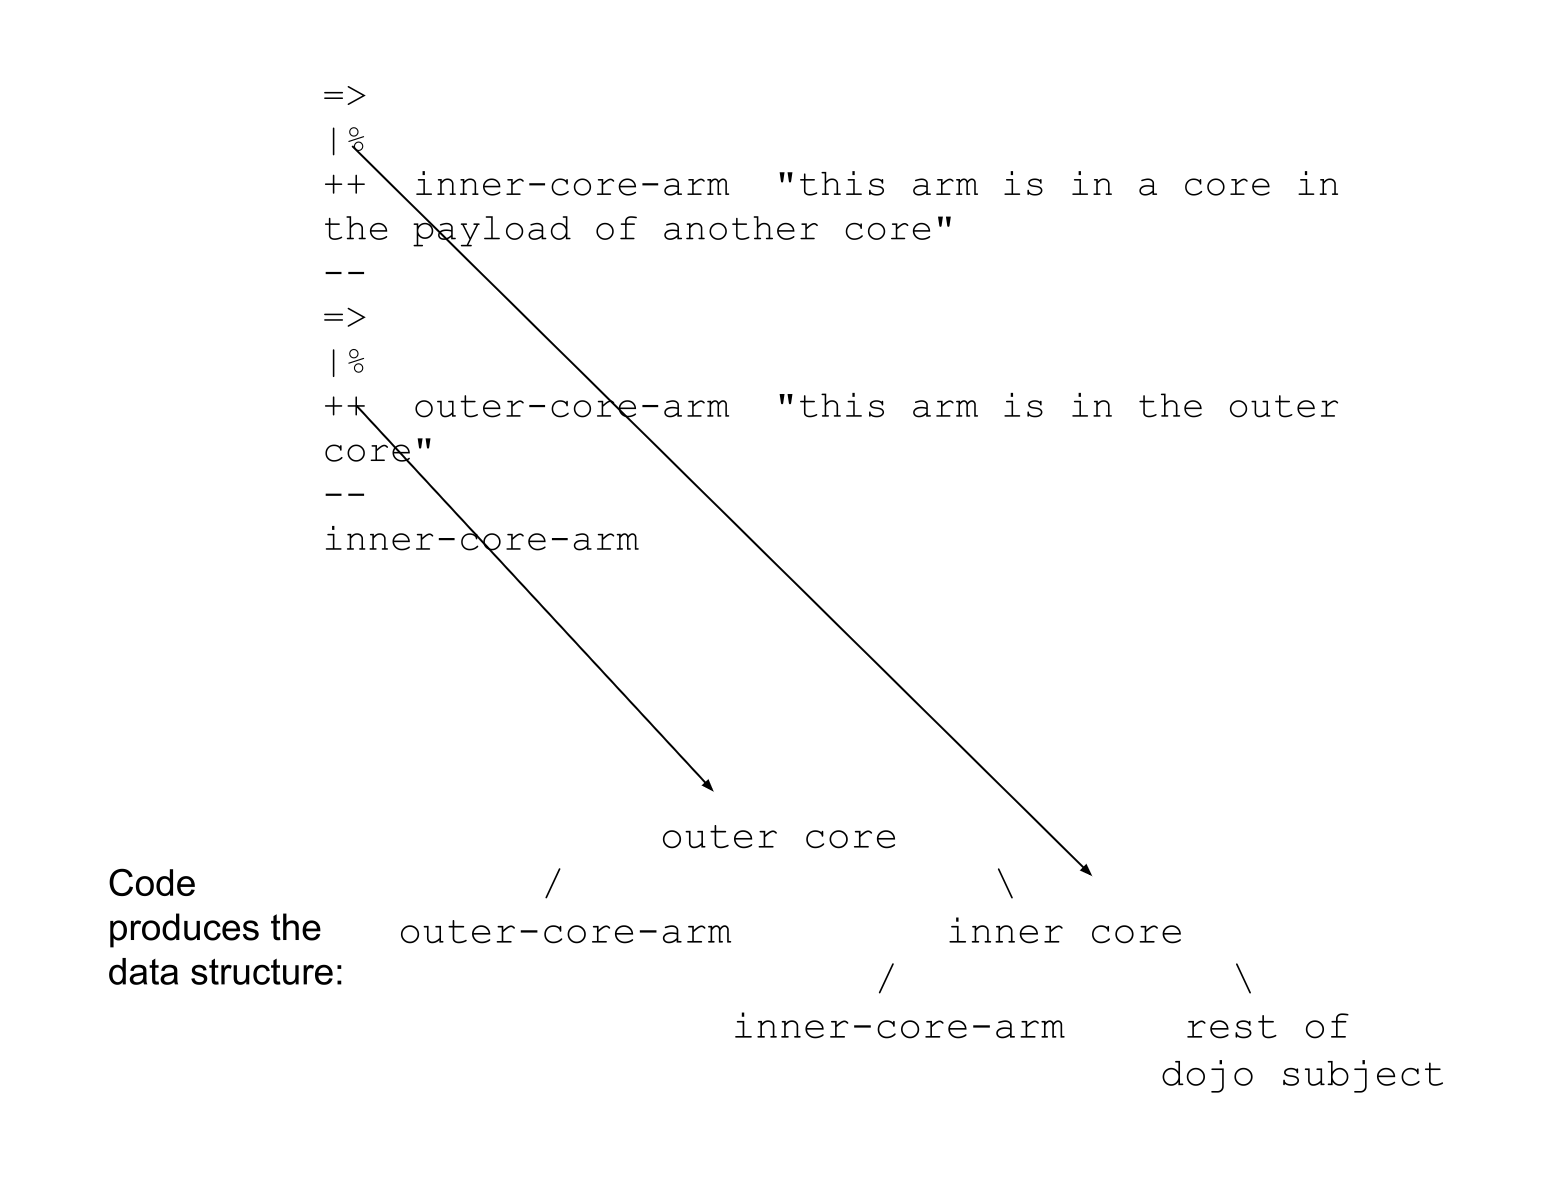 =>
|%
++  inner-core-arm  "this arm is in a core in
the payload of another core"
--
=>
|%
++  outer-core-arm  "this arm is in the outer
core"
--
inner-core-arm
outer core
/ \
Code
produces the
data structure:
outer-core-arm inner core
/ \
inner-core-arm rest of
dojo subject